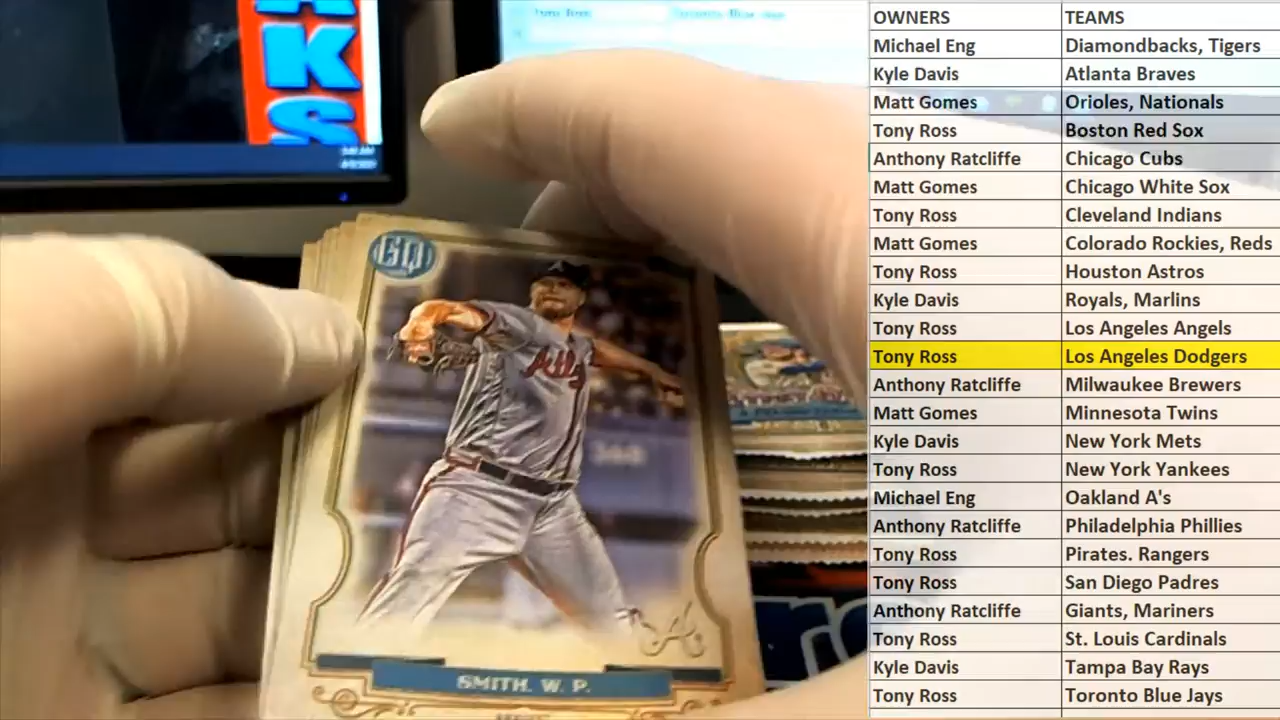 KS
GQ
Atla
368
A
SMITH, W. P.
OWNERS TEAMS
Michael Eng Diamondbacks, Tigers
Kyle Davis Atlanta Braves
Matt Gomes Orioles, Nationals
Tony Ross Boston Red Sox
Anthony Ratcliffe Chicago Cubs
Matt Gomes Chicago White Sox
Tony Ross Cleveland Indians
Matt Gomes Colorado Rockies, Reds
Tony Ross Houston Astros
Kyle Davis Royals, Marlins
Tony Ross Los Angeles Angels
Tony Ross Los Angeles Dodgers
Anthony Ratcliffe Milwaukee Brewers
Matt Gomes Minnesota Twins
Kyle Davis New York Mets
Tony Ross New York Yankees
Michael Eng Oakland A's
Anthony Ratcliffe Philadelphia Phillies
Tony Ross Pirates. Rangers
Tony Ross San Diego Padres
Anthony Ratcliffe Giants, Mariners
Tony Ross St. Louis Cardinals
Kyle Davis Tampa Bay Rays
Tony Ross Toronto Blue Jays